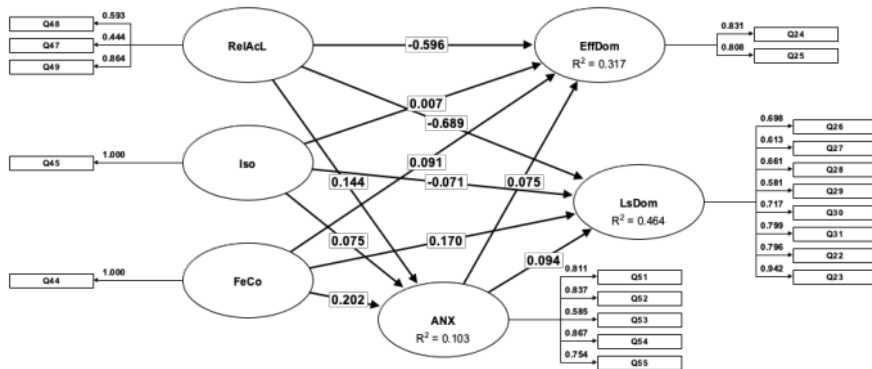 Q48
0.593
Q47
0.444
Q49
0.864
RelAcL
-0.596
EffDom
R² = 0.317
0.831
Q24
0.808
Q25
0.007
-0.689
Q45
1.000
Iso
0.091
0.144
-0.071
0.075
LsDom
R² = 0.464
0.698
Q26
0.613
Q27
0.661
Q28
0.581
Q29
0.717
Q30
0.799
Q31
0.796
Q22
0.942
Q23
0.075
0.170
0.094
Q44
1.000
FeCo
0.202
ANX
R² = 0.103
0.811
Q51
0.837
Q52
0.585
Q53
0.867
Q54
0.754
Q55